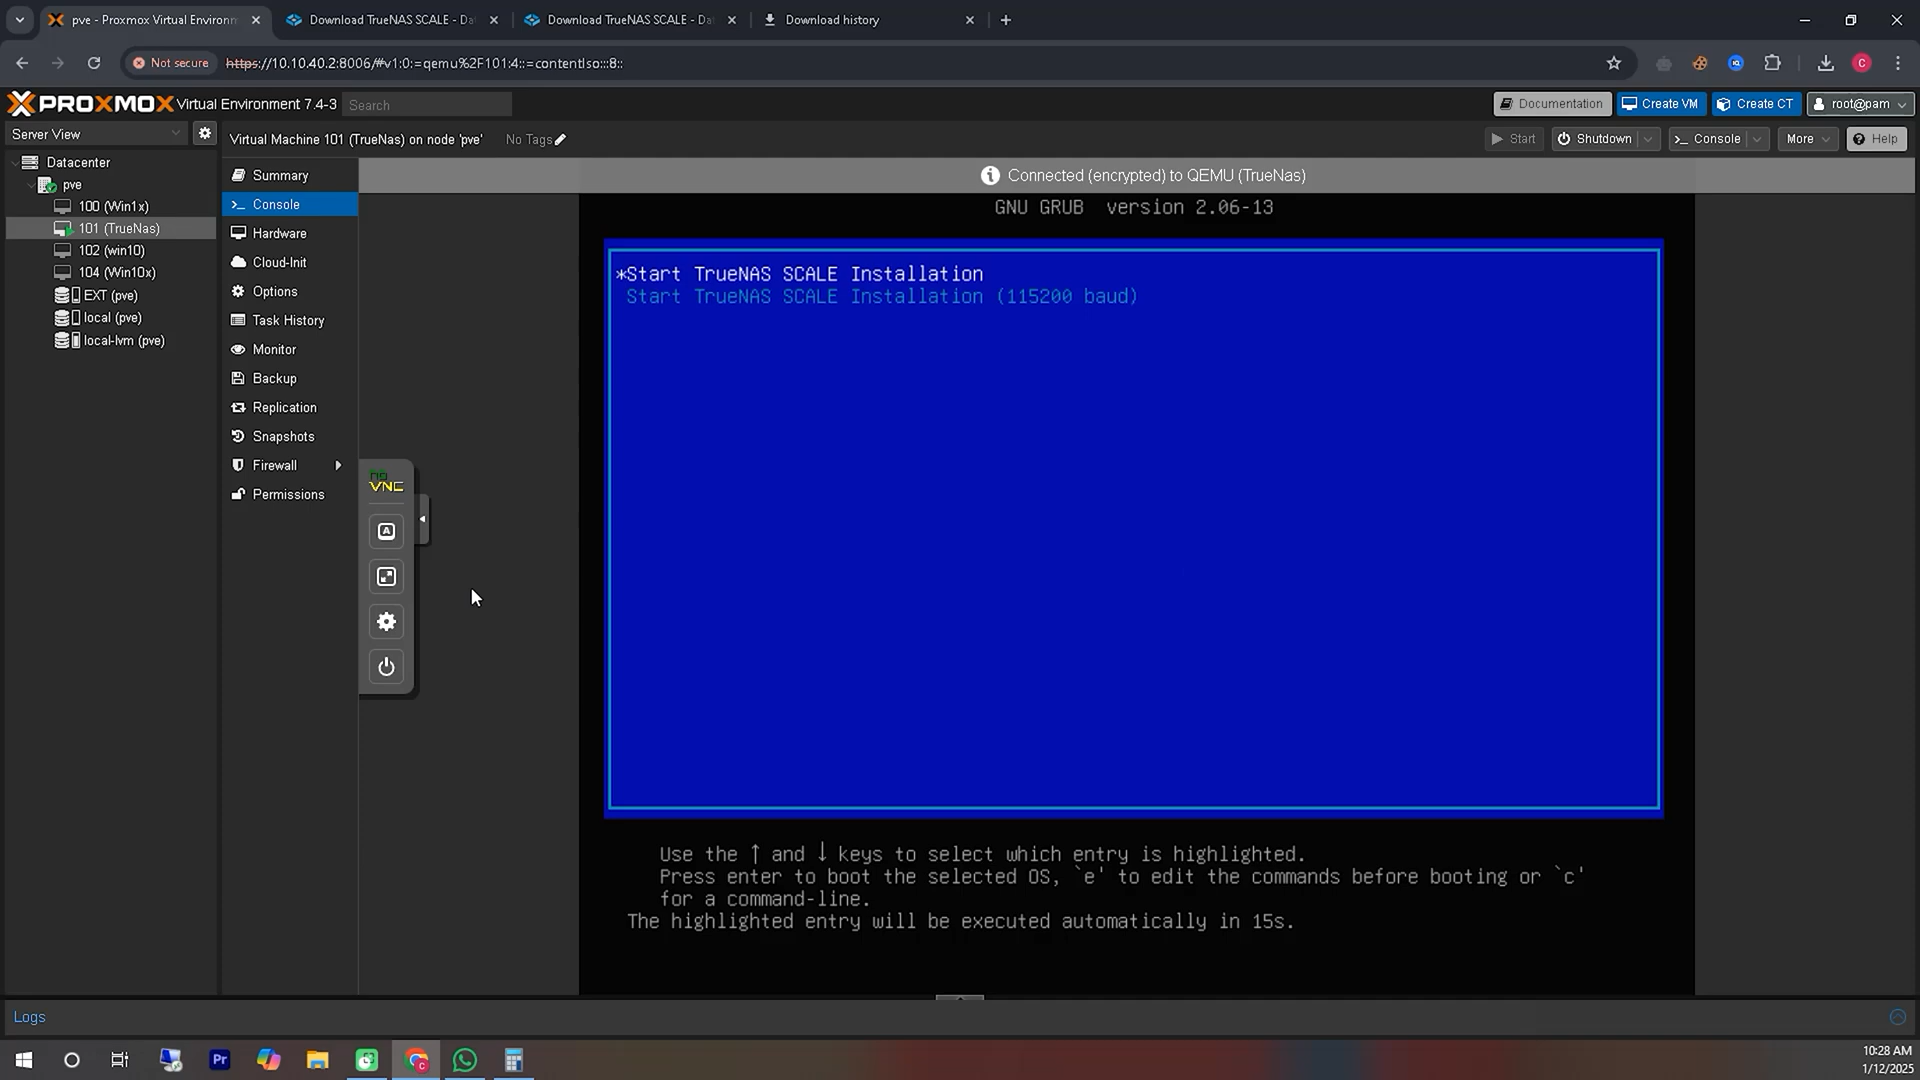 pve - Proxmox Virtual Environm
Download TrueNAS SCALE - Da
Download TrueNAS SCALE - Da
Download history
Not secure
https://10.10.40.2:8006/#v1:0:=qemu%2F101:4::=contentIso:::8::
C
PROXMOX Virtual Environment 7.4-3
Search
Documentation
Create VM
Create CT
root@pam
Server View
Virtual Machine 101 (TrueNas) on node 'pve'
No Tags
Start
Shutdown
Console
More
Help
Datacenter
pve
100 (Win1x)
101 (TrueNas)
102 (win10)
104 (Win10x)
EXT (pve)
local (pve)
local-lvm (pve)
Summary
Console
Hardware
Cloud-Init
Options
Task History
Monitor
Backup
Replication
Snapshots
Firewall
Permissions
no
VNC
A
Connected (encrypted) to QEMU (TrueNas)
GNU GRUB  version 2.06-13
*Start TrueNAS SCALE Installation
Start TrueNAS SCALE Installation (115200 baud)
Use the ↑ and ↓ keys to select which entry is highlighted.
Press enter to boot the selected OS, `e' to edit the commands before booting or `c'
for a command-line.
The highlighted entry will be executed automatically in 15s.
Logs
Pr
10:28 AM
1/12/2025